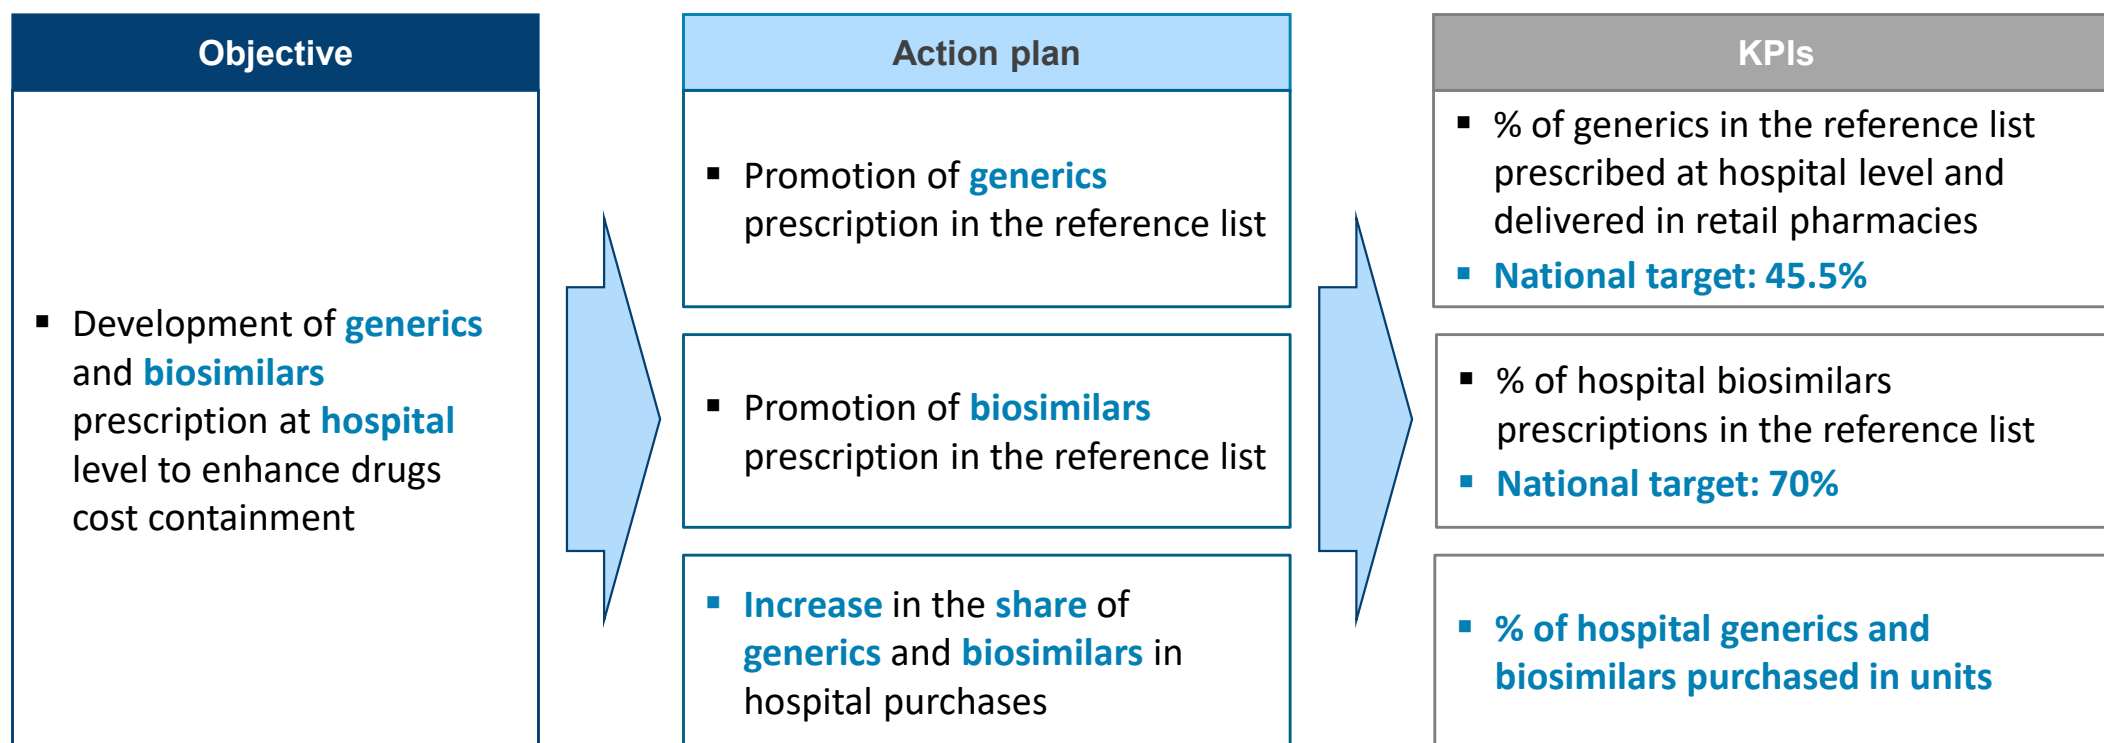 Objective
▪ Development of generics
and biosimilars
prescription at hospital
level to enhance drugs
cost containment
Action plan
▪ Promotion of generics
prescription in the reference list
▪ Promotion of biosimilars
prescription in the reference list
▪ Increase in the share of
generics and biosimilars in
hospital purchases
KPIs
▪ % of generics in the reference list
prescribed at hospital level and
delivered in retail pharmacies
▪ National target: 45.5%
▪ % of hospital biosimilars
prescriptions in the reference list
▪ National target: 70%
▪ % of hospital generics and
biosimilars purchased in units